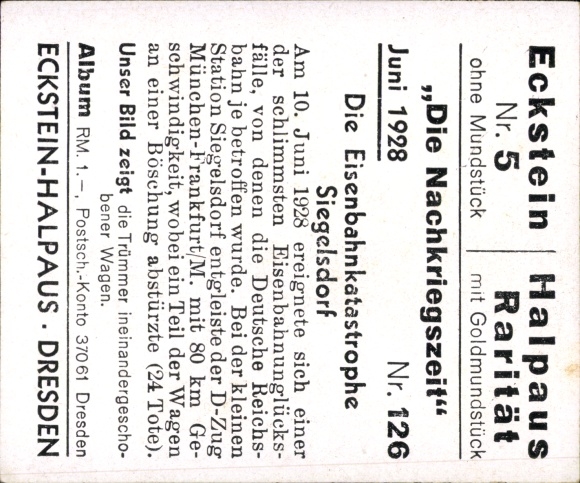 Eckstein Halpaus
Nr. 5 Rarität
ohne Mundstück mit Goldmundstück
„Die Nachkriegszeit“
Juni 1928 Nr. 126
Die Eisenbahnkatastrophe
Siegelsdorf
Am 10. Juni 1928 ereignete sich einer
der schlimmsten Eisenbahnunglücks-
fälle, von denen die Deutsche Reichs-
bahn je betroffen wurde. Bei der kleinen
Station Siegelsdorf entgleiste der D-Zug
München-Frankfurt/M. mit 80 km Ge-
schwindigkeit, wobei ein Teil der Wagen
an einer Böschung abstürzte (24 Tote).
Unser Bild zeigt die Trümmer ineinandergescho-
bener Wagen.
Album RM. 1.–, Postsch.-Konto 37061 Dresden
ECKSTEIN-HALPAUS · DRESDEN